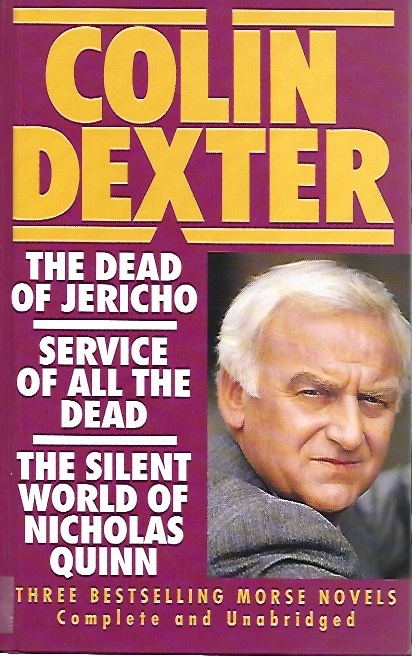 COLIN
DEXTER
THE DEAD
OF JERICHO
SERVICE
OF ALL THE
DEAD
THE SILENT
WORLD OF
NICHOLAS
QUINN
THREE BESTSELLING MORSE NOVELS
Complete and Unabridged